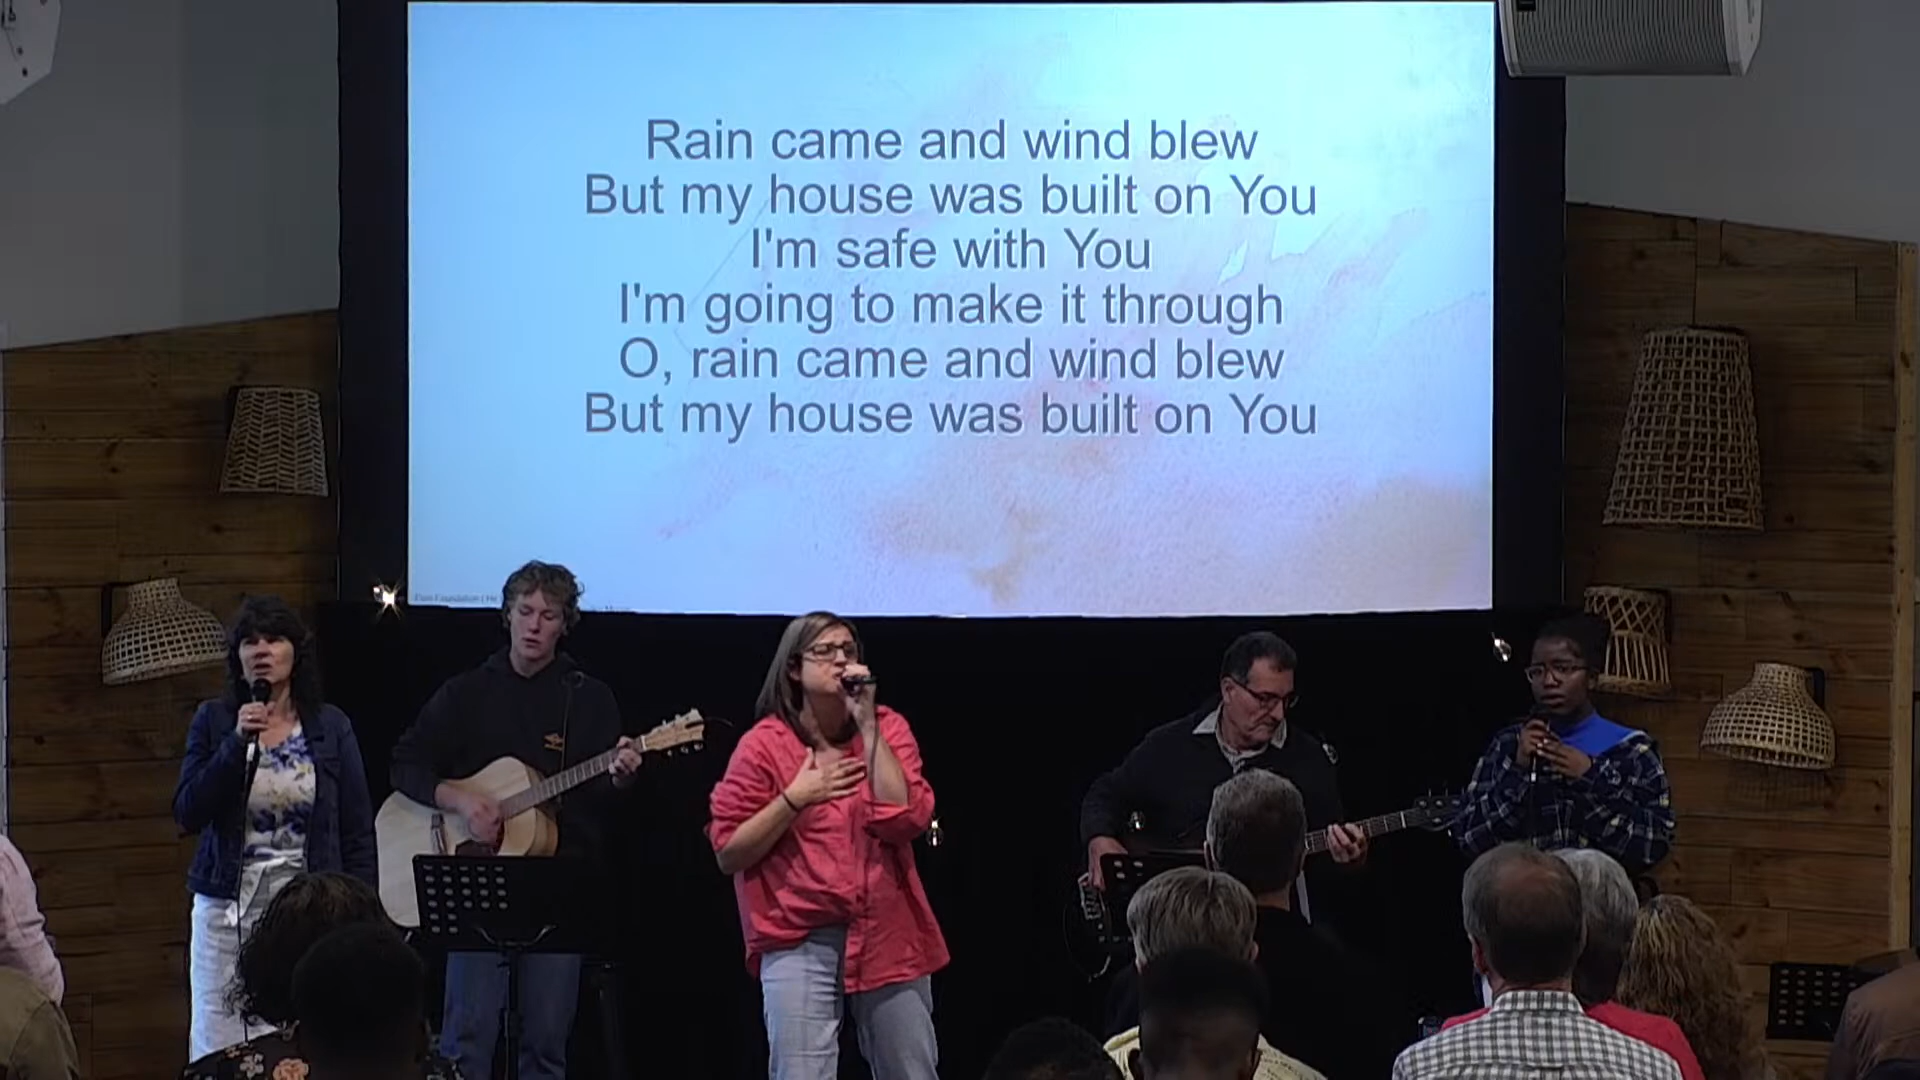 Rain came and wind blew
But my house was built on You
I'm safe with You
I'm going to make it through
O, rain came and wind blew
But my house was built on You